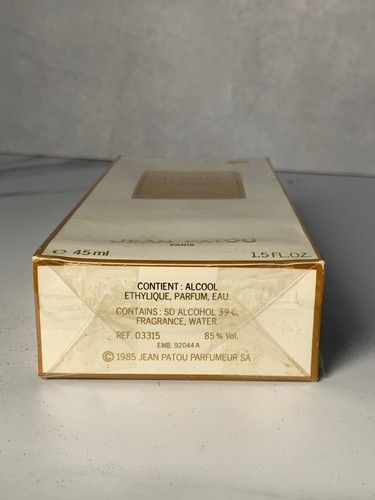 JEAN PATOU
PARIS
℮ 45 ml
1.5 FL.OZ.
CONTIENT : ALCOOL
ETHYLIQUE, PARFUM, EAU.
CONTAINS : SD ALCOHOL 39-C,
FRAGRANCE, WATER.
REF. 03315 85% Vol.
EMB. 92044 A
© 1985 JEAN PATOU PARFUMEUR SA